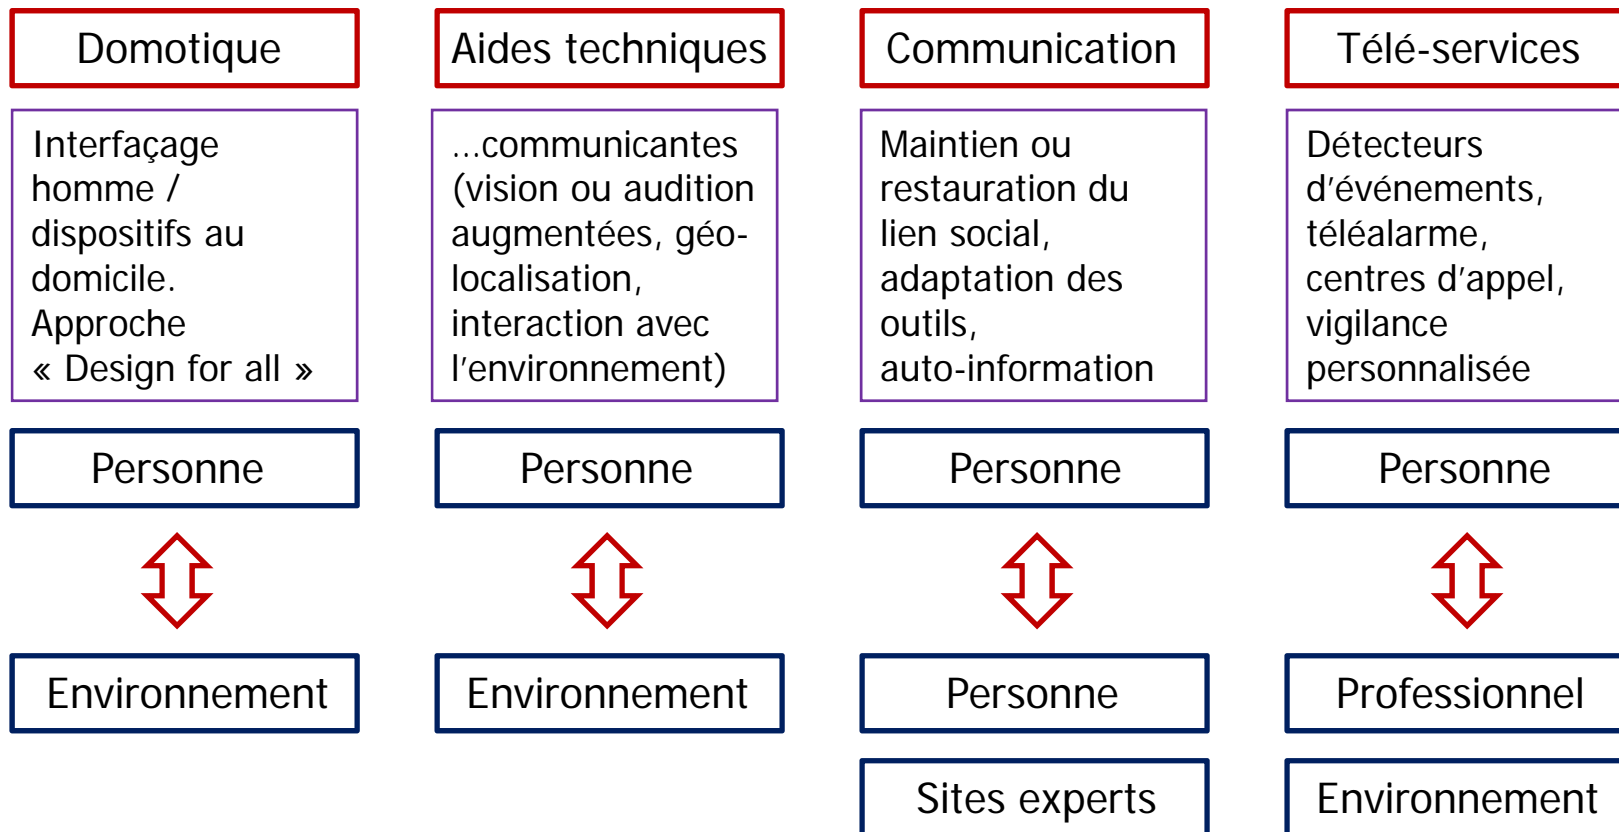 Domotique
Interfaçage
homme /
dispositifs au
domicile.
Approche
« Design for all »
Personne
Environnement
Aides techniques
...communicantes
(vision ou audition
augmentées, géo-
localisation,
interaction avec
l'environnement)
Personne
Environnement
Communication
Maintien ou
restauration du
lien social,
adaptation des
outils,
auto-information
Personne
Personne
Sites experts
Télé-services
Détecteurs
d'événements,
téléalarme,
centres d'appel,
vigilance
personnalisée
Personne
Professionnel
Environnement